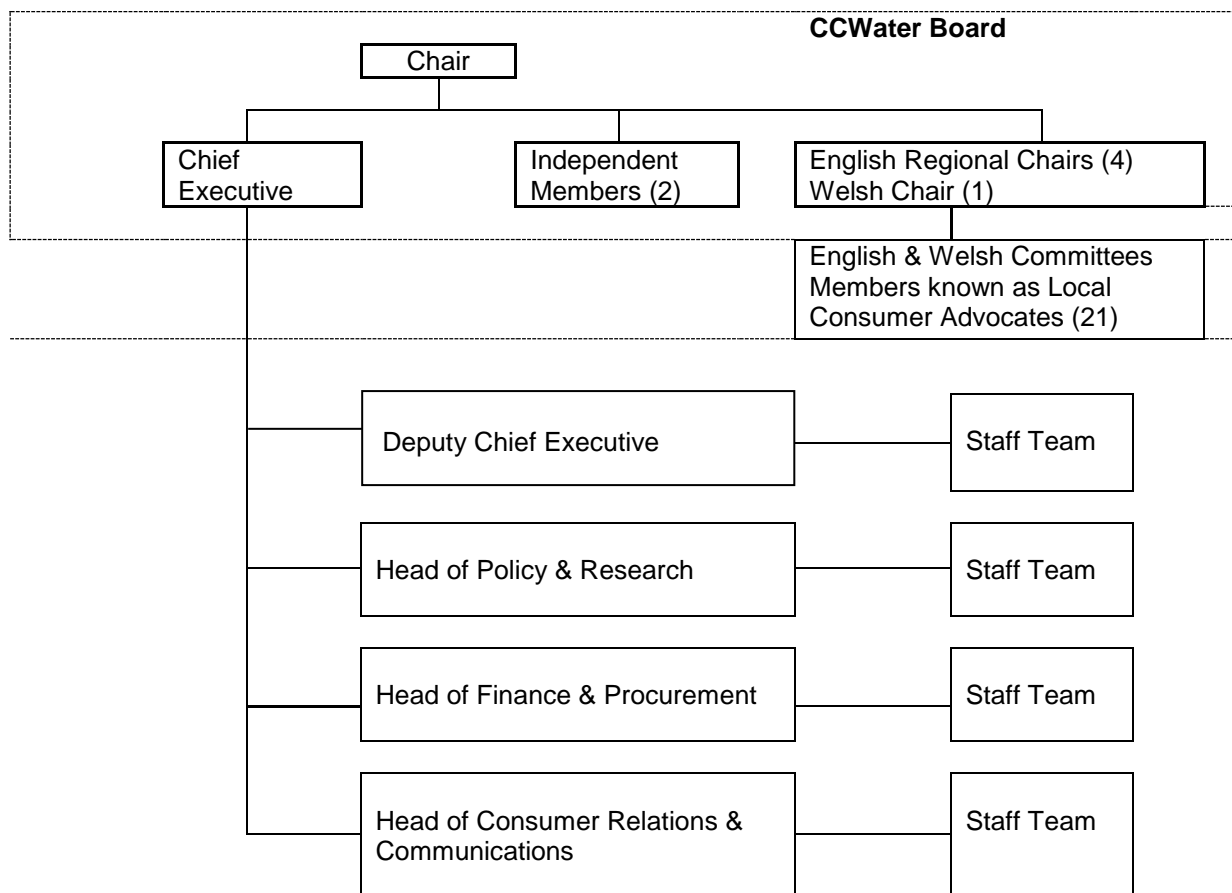 CCWater Board
Chair
Chief
Executive
Independent
Members (2)
English Regional Chairs (4)
Welsh Chair (1)
English & Welsh Committees
Members known as Local
Consumer Advocates (21)
Deputy Chief Executive
Staff Team
Head of Policy & Research
Staff Team
Head of Finance & Procurement
Staff Team
Head of Consumer Relations &
Communications
Staff Team